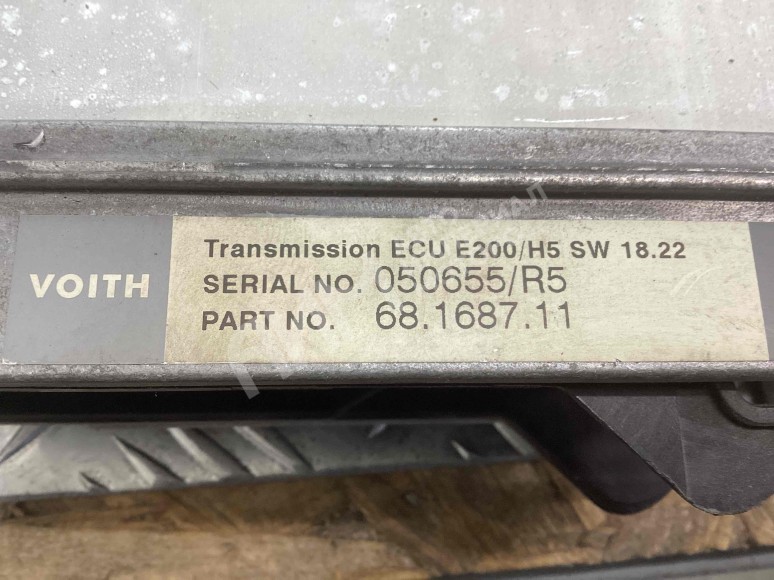 VOITH
Transmission ECU E200/H5 SW 18.22
SERIAL NO. 050655/R5
PART NO. 68.1687.11